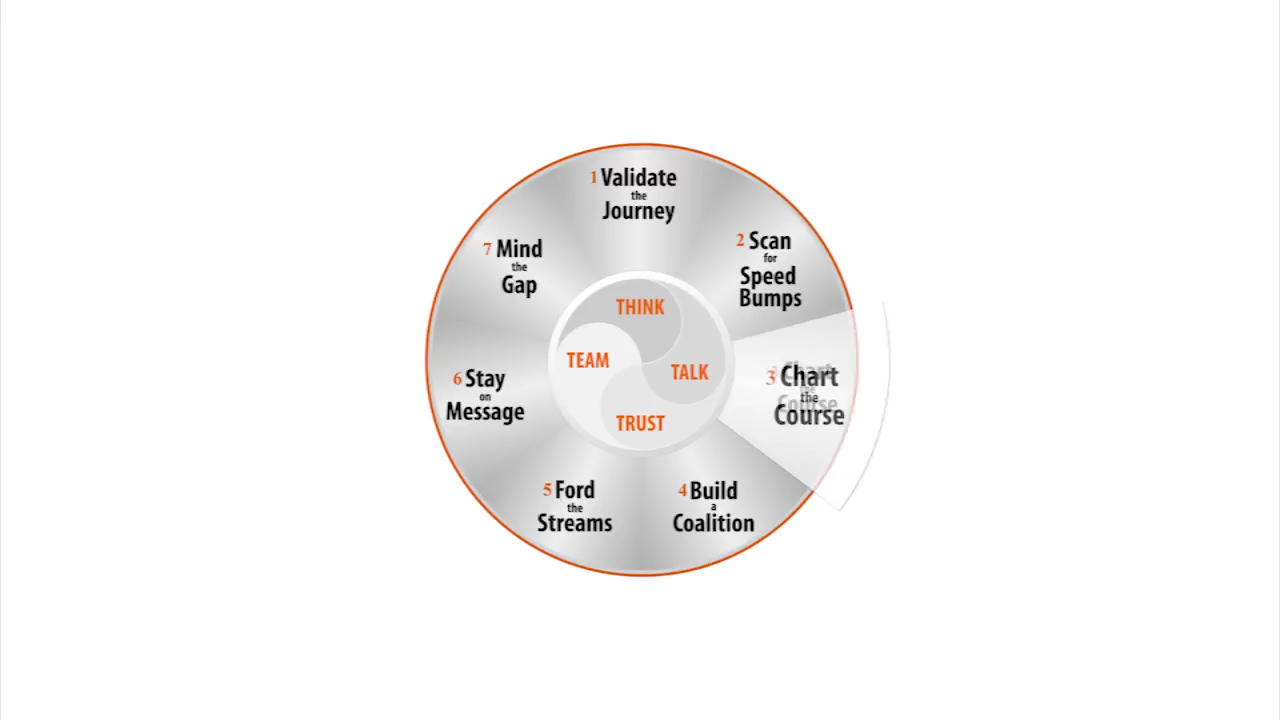 1 Validate
the
Journey
2 Scan
for
Speed
Bumps
3 Chart
the
Course
4 Build
a
Coalition
5 Ford
the
Streams
6 Stay
on
Message
7 Mind
the
Gap
THINK
TALK
TRUST
TEAM